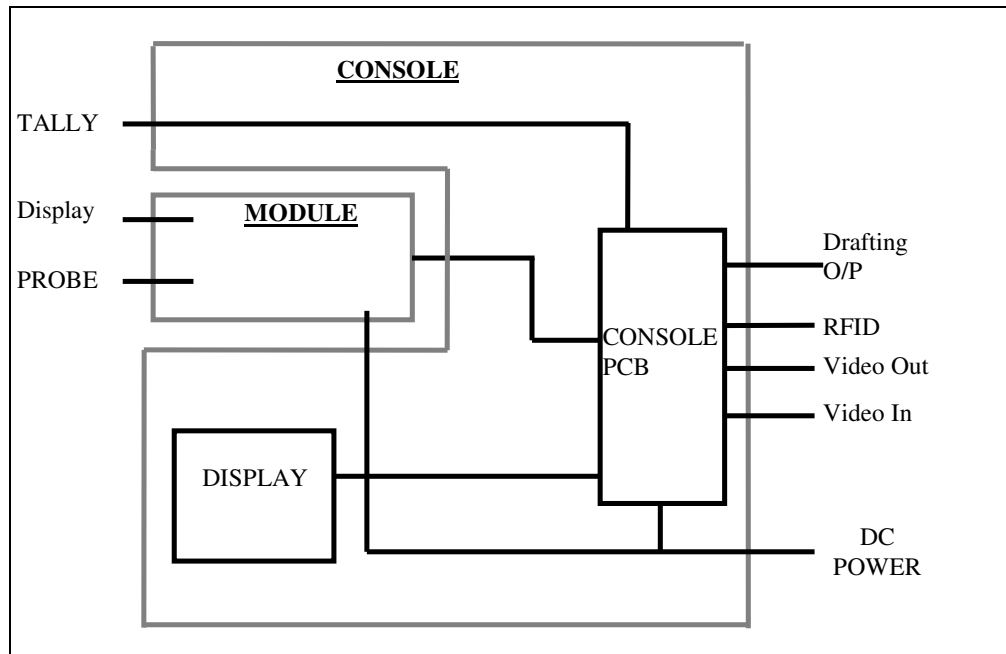 CONSOLE
TALLY
Display
MODULE
PROBE
Drafting
O/P
RFID
CONSOLE
PCB
Video Out
Video In
DISPLAY
DC
POWER